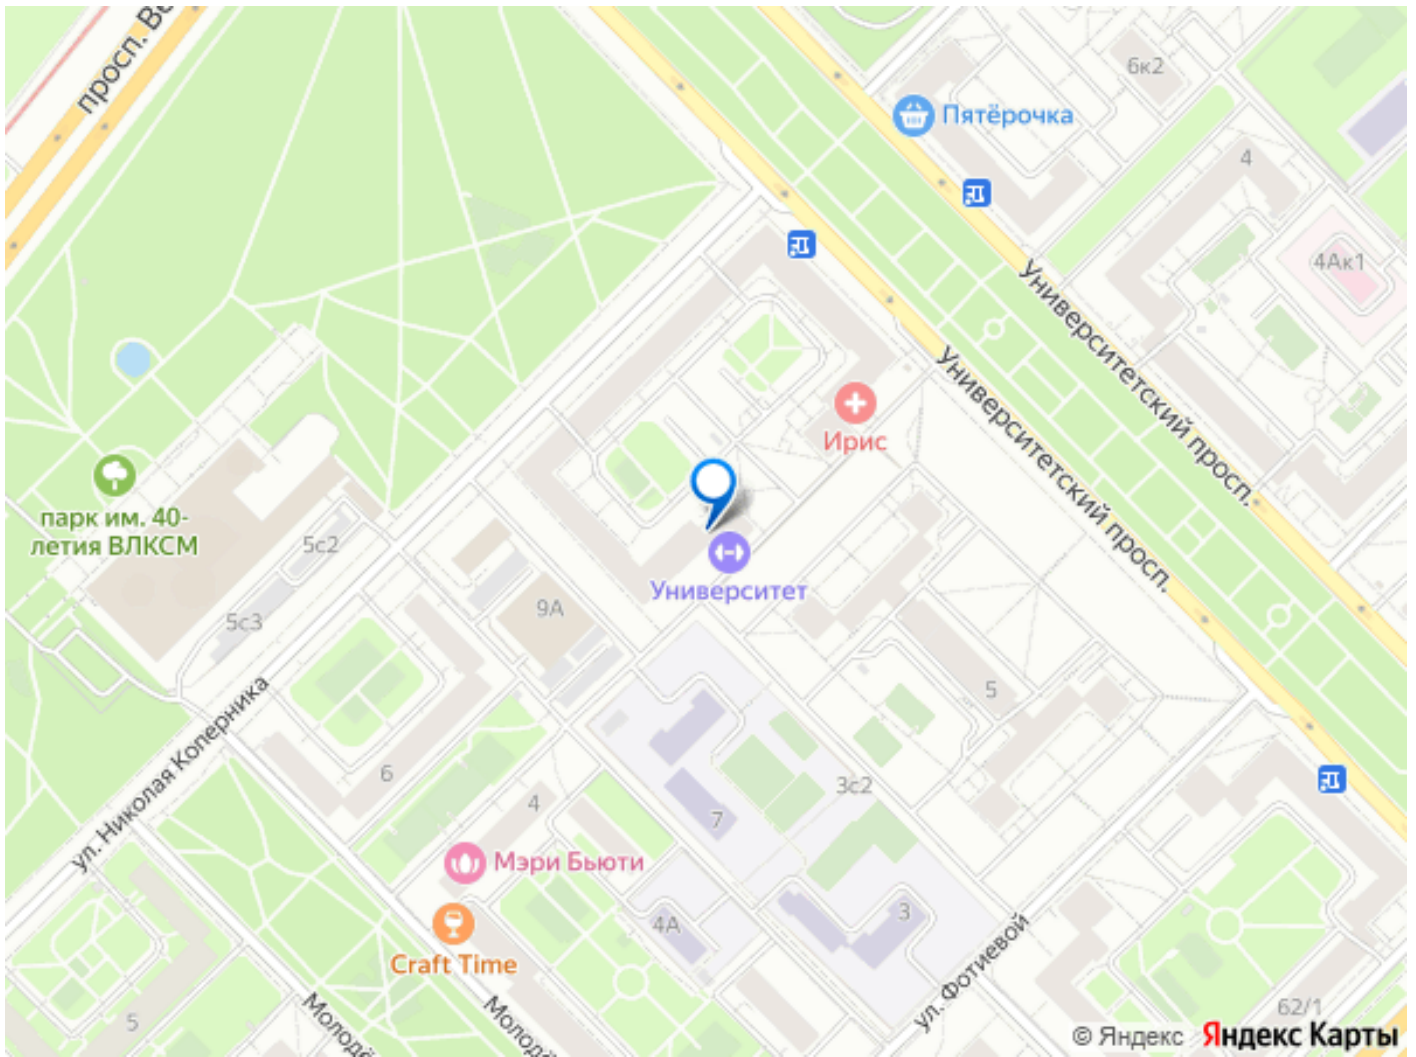 просп. Ве
6к2
Пятёрочка
4
4Ак1
Университетский просп.
Университетский просп.
Ирис
парк им. 40-
летия ВЛКСМ
5с2
5с3
9А
Университет
5
ул. Николая Коперника
6
4
7
3с2
Мэри Бьюти
4А
3
Craft Time
ул. Фотиевой
5
Молодё
Молодё
62/1
© Яндекс Яндекс Карты